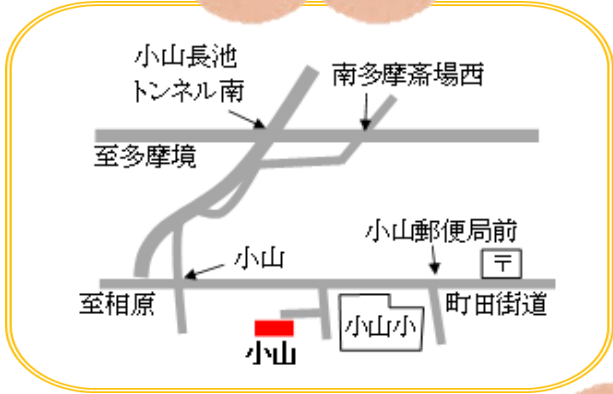 小山長池
トンネル南
南多摩斎場西
至多摩境
小山郵便局前
小山
〒
至相原
町田街道
小山小
小山